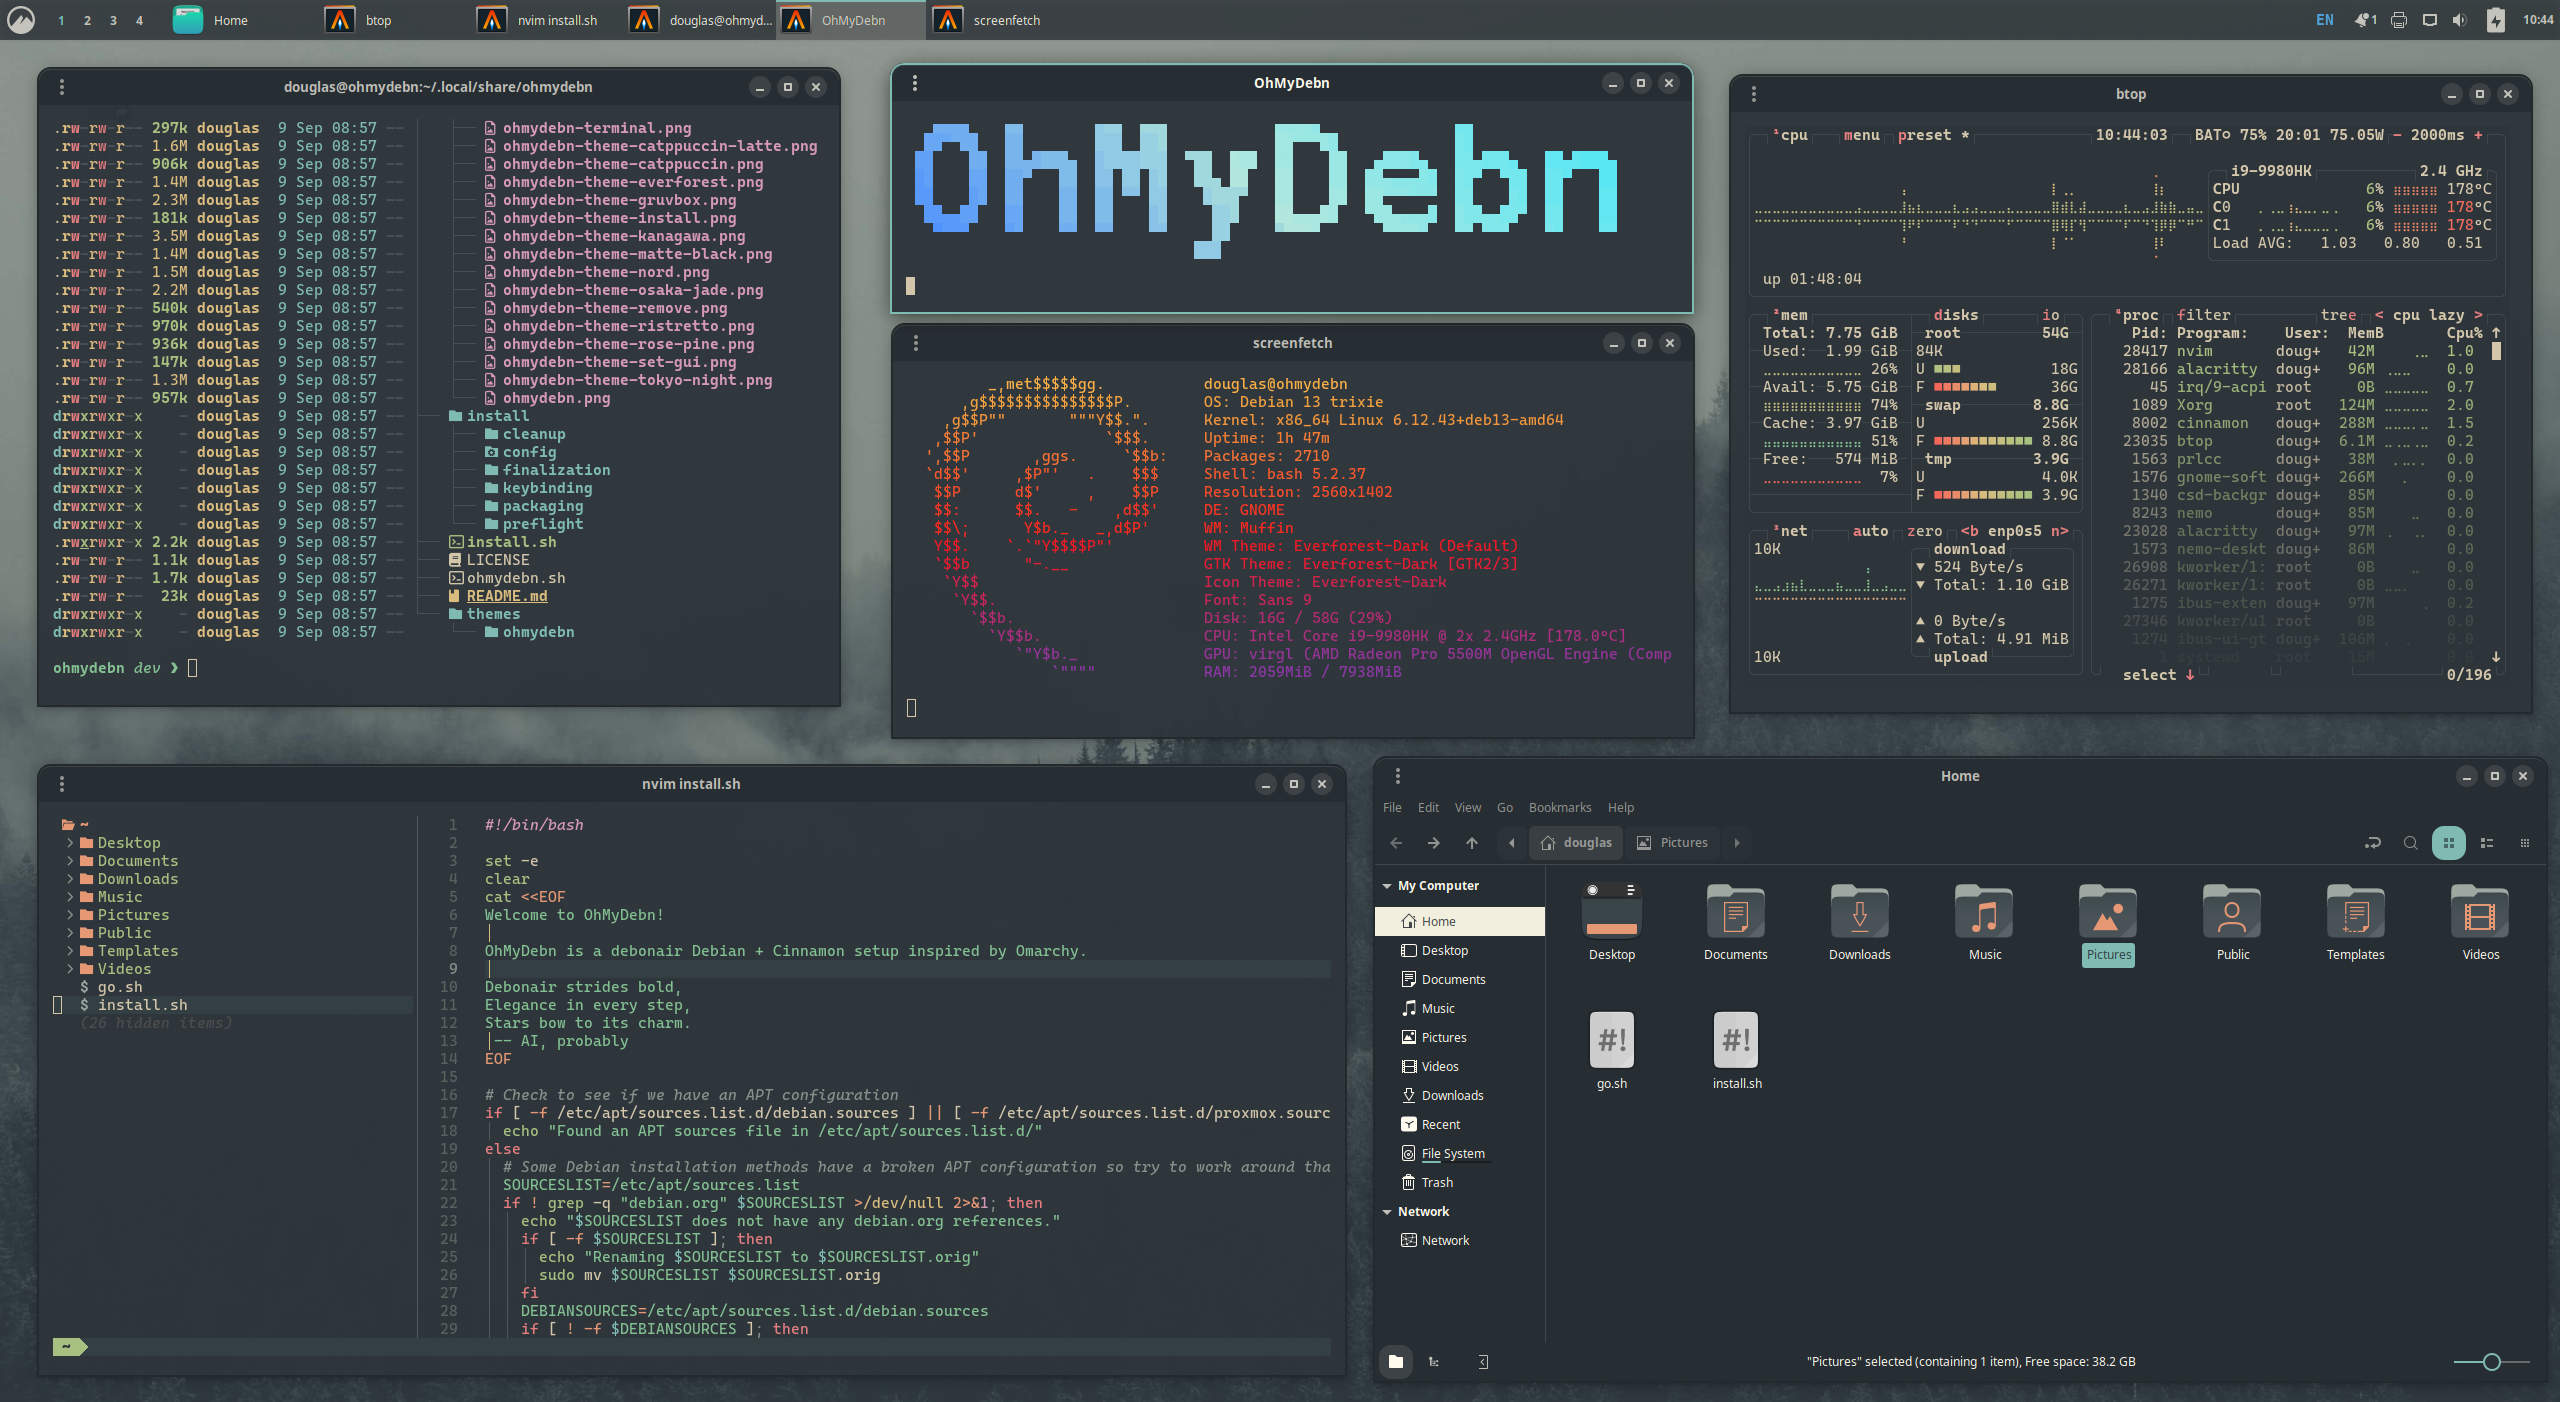 1 2 3 4 Home btop nvim install.sh douglas@ohmyd... OhMyDebn screenfetch EN 1 10:44
douglas@ohmydebn:~/.local/share/ohmydebn
.rw-rw-r-- 297k douglas 9 Sep 08:57 -- ohmydebn-terminal.png
.rw-rw-r-- 1.6M douglas 9 Sep 08:57 -- ohmydebn-theme-catppuccin-latte.png
.rw-rw-r-- 906k douglas 9 Sep 08:57 -- ohmydebn-theme-catppuccin.png
.rw-rw-r-- 1.4M douglas 9 Sep 08:57 -- ohmydebn-theme-everforest.png
.rw-rw-r-- 2.3M douglas 9 Sep 08:57 -- ohmydebn-theme-gruvbox.png
.rw-rw-r-- 181k douglas 9 Sep 08:57 -- ohmydebn-theme-install.png
.rw-rw-r-- 3.5M douglas 9 Sep 08:57 -- ohmydebn-theme-kanagawa.png
.rw-rw-r-- 1.4M douglas 9 Sep 08:57 -- ohmydebn-theme-matte-black.png
.rw-rw-r-- 1.5M douglas 9 Sep 08:57 -- ohmydebn-theme-nord.png
.rw-rw-r-- 2.2M douglas 9 Sep 08:57 -- ohmydebn-theme-osaka-jade.png
.rw-rw-r-- 540k douglas 9 Sep 08:57 -- ohmydebn-theme-remove.png
.rw-rw-r-- 970k douglas 9 Sep 08:57 -- ohmydebn-theme-ristretto.png
.rw-rw-r-- 936k douglas 9 Sep 08:57 -- ohmydebn-theme-rose-pine.png
.rw-rw-r-- 147k douglas 9 Sep 08:57 -- ohmydebn-theme-set-gui.png
.rw-rw-r-- 1.3M douglas 9 Sep 08:57 -- ohmydebn-theme-tokyo-night.png
.rw-rw-r-- 957k douglas 9 Sep 08:57 -- ohmydebn.png
drwxrwxr-x - douglas 9 Sep 08:57 -- install
drwxrwxr-x - douglas 9 Sep 08:57 -- cleanup
drwxrwxr-x - douglas 9 Sep 08:57 -- config
drwxrwxr-x - douglas 9 Sep 08:57 -- finalization
drwxrwxr-x - douglas 9 Sep 08:57 -- keybinding
drwxrwxr-x - douglas 9 Sep 08:57 -- packaging
drwxrwxr-x - douglas 9 Sep 08:57 -- preflight
.rwxrwxr-x 2.2k douglas 9 Sep 08:57 -- install.sh
.rw-rw-r-- 1.1k douglas 9 Sep 08:57 -- LICENSE
.rw-rw-r-- 1.7k douglas 9 Sep 08:57 -- ohmydebn.sh
.rw-rw-r-- 23k douglas 9 Sep 08:57 -- README.md
drwxrwxr-x - douglas 9 Sep 08:57 -- themes
drwxrwxr-x - douglas 9 Sep 08:57 -- ohmydebn
ohmydebn dev ❯
OhMyDebn
OhMyDebn
screenfetch
_,met$$$$$gg.
,g$$$$$$$$$$$$$$$P.
,g$$P"" """Y$$.".
,$$P' `$$$.
',$$P ,ggs. `$$b:
`d$$' ,$P"' . $$$
$$P d$' , $$P
$$: $$. - ,d$$'
$$\; Y$b._ _,d$P'
Y$$. `.`"Y$$$$P"'
`$$b "-.__
`Y$$
`Y$$.
`$$b.
`Y$$b.
`"Y$b._
`""""
douglas@ohmydebn
OS: Debian 13 trixie
Kernel: x86_64 Linux 6.12.43+deb13-amd64
Uptime: 1h 47m
Packages: 2710
Shell: bash 5.2.37
Resolution: 2560x1402
DE: GNOME
WM: Muffin
WM Theme: Everforest-Dark (Default)
GTK Theme: Everforest-Dark [GTK2/3]
Icon Theme: Everforest-Dark
Font: Sans 9
Disk: 16G / 58G (29%)
CPU: Intel Core i9-9980HK @ 2x 2.4GHz [178.0°C]
GPU: virgl (AMD Radeon Pro 5500M OpenGL Engine (Comp
RAM: 2059MiB / 7938MiB
btop
¹cpu menu preset * 10:44:03 BAT 75% 20:01 75.05W - 2000ms +
i9-9980HK 2.4 GHz
CPU 6% 178°C
C0 6% 178°C
C1 6% 178°C
Load AVG: 1.03 0.80 0.51
up 01:48:04
²mem
Total: 7.75 GiB
Used: 1.99 GiB
26%
Avail: 5.75 GiB
74%
Cache: 3.97 GiB
51%
Free: 574 MiB
7%
disks io
root 54G
84K
U 18G
F 36G
swap 8.8G
U 256K
F 8.8G
tmp 3.9G
U 4.0K
F 3.9G
³net auto zero <b enp0s5 n>
10K
download
▼ 524 Byte/s
▼ Total: 1.10 GiB
▲ 0 Byte/s
▲ Total: 4.91 MiB
10K
upload
⁴proc filter tree < cpu lazy >
Pid: Program: User: MemB Cpu% ↑
28417 nvim doug+ 42M 1.0
28166 alacritty doug+ 96M 0.0
45 irq/9-acpi root 0B 0.7
1089 Xorg root 124M 2.0
8002 cinnamon doug+ 288M 1.5
23035 btop doug+ 6.1M 0.2
1563 prlcc doug+ 38M 0.0
1576 gnome-soft doug+ 266M 0.0
1340 csd-backgr doug+ 85M 0.0
8243 nemo doug+ 85M 0.0
23028 alacritty doug+ 97M 0.0
1573 nemo-deskt doug+ 86M 0.0
26908 kworker/1: root 0B 0.0
26271 kworker/1: root 0B 0.0
1275 ibus-exten doug+ 97M 0.2
27346 kworker/u1 root 0B 0.0
1274 ibus-ui-gt doug+ 106M 0.0
1 systemd root 15M 0.0 ↓
select ↓ 0/196
nvim install.sh
~
Desktop
Documents
Downloads
Music
Pictures
Public
Templates
Videos
$ go.sh
$ install.sh
(26 hidden items)
1 #!/bin/bash
2
3 set -e
4 clear
5 cat <<EOF
6 Welcome to OhMyDebn!
7
8 OhMyDebn is a debonair Debian + Cinnamon setup inspired by Omarchy.
9
10 Debonair strides bold,
11 Elegance in every step,
12 Stars bow to its charm.
13 -- AI, probably
14 EOF
15
16 # Check to see if we have an APT configuration
17 if [ -f /etc/apt/sources.list.d/debian.sources ] || [ -f /etc/apt/sources.list.d/proxmox.sourc
18 echo "Found an APT sources file in /etc/apt/sources.list.d/"
19 else
20 # Some Debian installation methods have a broken APT configuration so try to work around tha
21 SOURCESLIST=/etc/apt/sources.list
22 if ! grep -q "debian.org" $SOURCESLIST >/dev/null 2>&1; then
23 echo "$SOURCESLIST does not have any debian.org references."
24 if [ -f $SOURCESLIST ]; then
25 echo "Renaming $SOURCESLIST to $SOURCESLIST.orig"
26 sudo mv $SOURCESLIST $SOURCESLIST.orig
27 fi
28 DEBIANSOURCES=/etc/apt/sources.list.d/debian.sources
29 if [ ! -f $DEBIANSOURCES ]; then
~
Home
File Edit View Go Bookmarks Help
douglas Pictures
My Computer
Home
Desktop
Documents
Music
Pictures
Videos
Downloads
Recent
File System
Trash
Network
Network
Desktop Documents Downloads Music Pictures Public Templates Videos
#! #!
go.sh install.sh
"Pictures" selected (containing 1 item), Free space: 38.2 GB